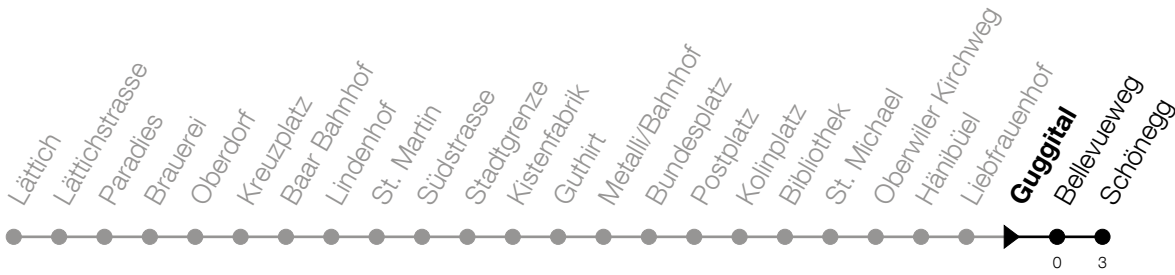 Lättich
Lättichstrasse
Paradies
Brauerei
Oberdorf
Kreuzplatz
Baar Bahnhof
Lindenhof
St. Martin
Südstrasse
Stadtgrenze
Kistenfabrik
Guthirt
Metalli/Bahnhof
Bundesplatz
Postplatz
Kolinplatz
Bibliothek
St. Michael
Oberwiler Kirchweg
Hänibüel
Liebfrauenhof
Guggital
Bellevueweg
Schönegg
0
3